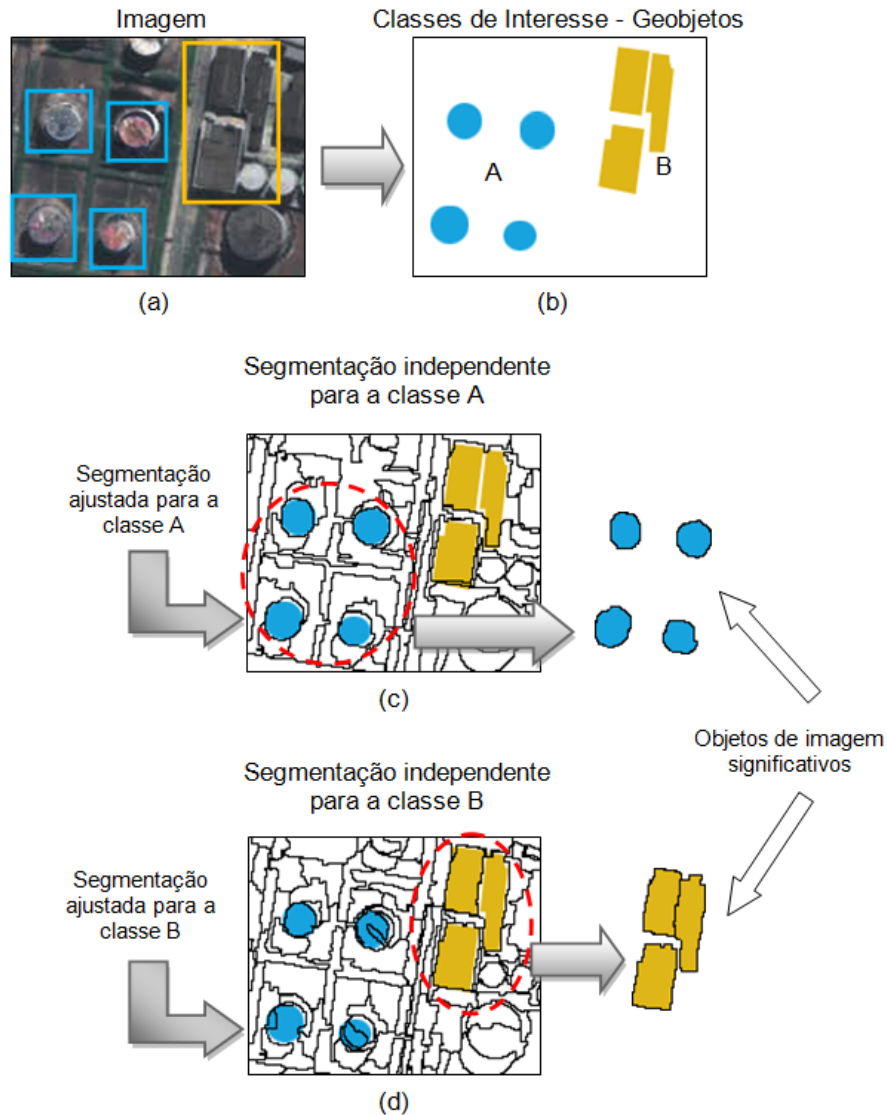 Imagem
Classes de Interesse - Geobjetos
A
B
(a)
(b)
Segmentação independente
para a classe A
Segmentação
ajustada para a
classe A
(c)
Objetos de imagem
significativos
Segmentação independente
para a classe B
Segmentação
ajustada para a
classe B
(d)